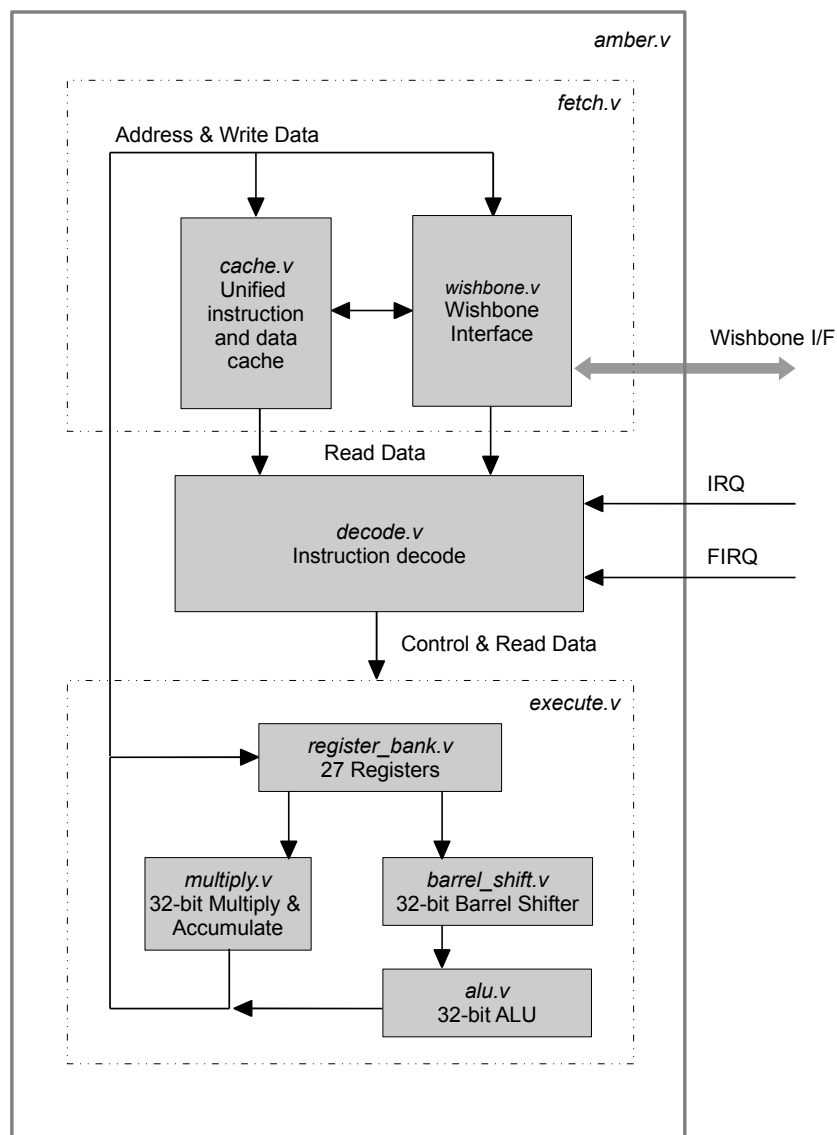 amber.v
fetch.v
Address & Write Data
cache.v
Unified
instruction
and data
cache
wishbone.v
Wishbone
Interface
Wishbone I/F
Read Data
IRQ
decode.v
Instruction decode
FIRQ
Control & Read Data
execute.v
register_bank.v
27 Registers
multiply.v
32-bit Multiply &
Accumulate
barrel_shift.v
32-bit Barrel Shifter
alu.v
32-bit ALU